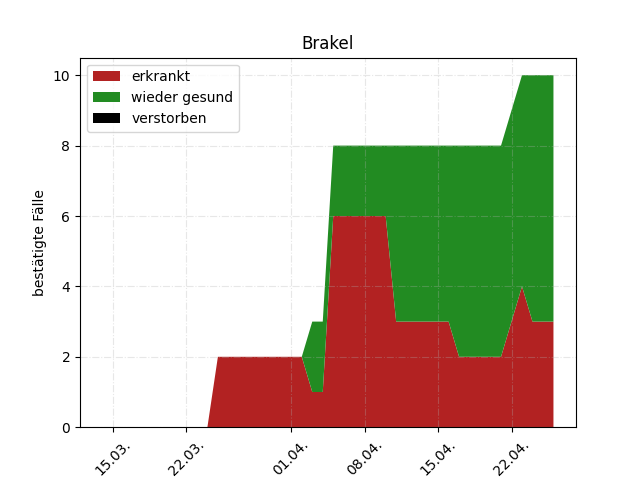 Brakel
erkrankt
wieder gesund
verstorben
bestätigte Fälle
10
8
6
4
2
0
15.03.
22.03.
01.04.
08.04.
15.04.
22.04.